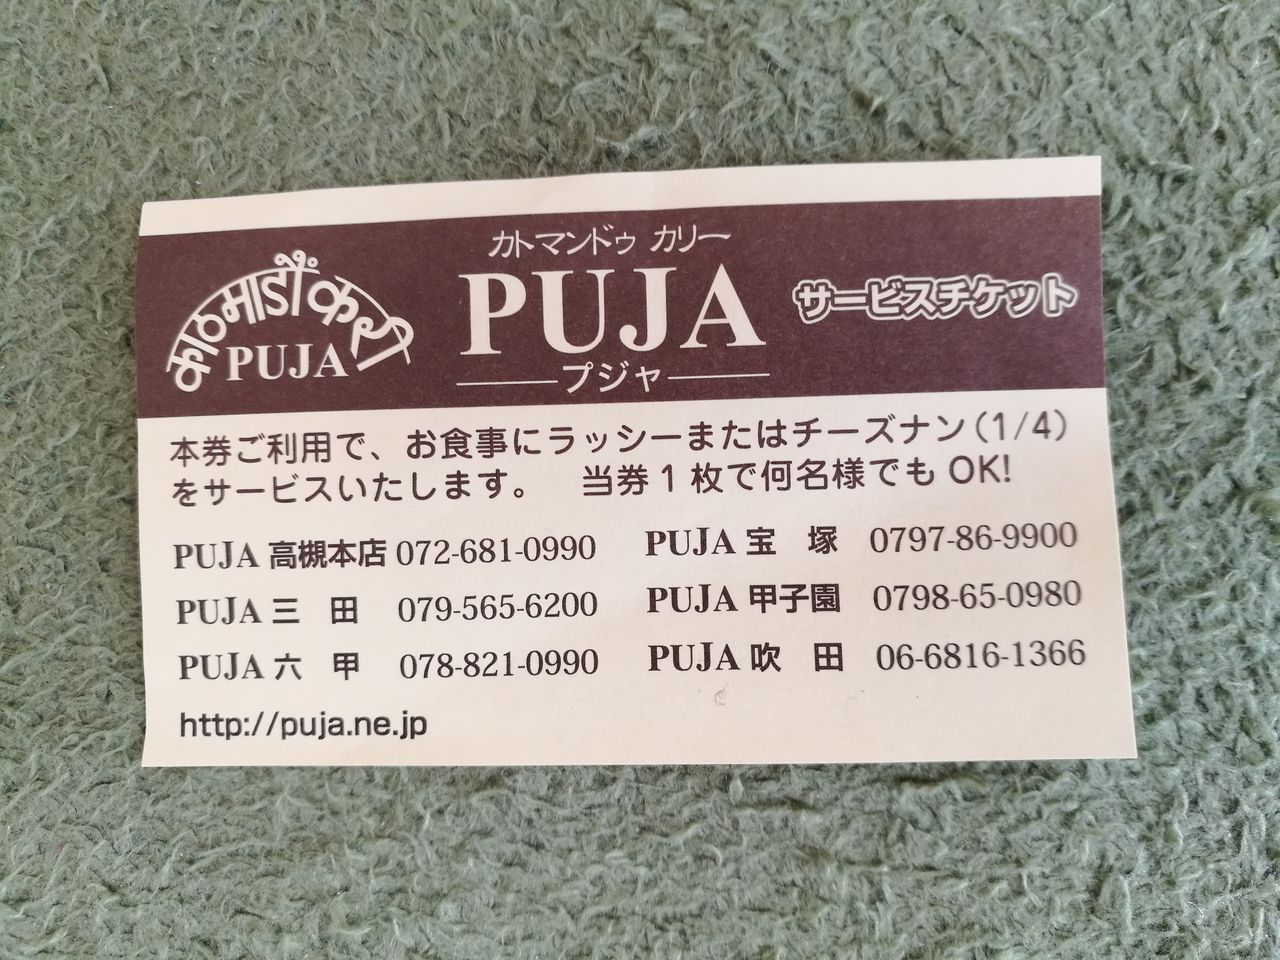 काठमाडौं करी
PUJA
カトマンドゥ カリー
PUJA
プジャ
サービスチケット
本券ご利用で、お食事にラッシーまたはチーズナン(1/4)
をサービスいたします。　当券1枚で何名様でもOK!
PUJA 高槻本店 072-681-0990　PUJA 宝　塚　0797-86-9900
PUJA 三　田　079-565-6200　PUJA 甲子園　0798-65-0980
PUJA 六　甲　078-821-0990　PUJA 吹　田　06-6816-1366
http://puja.ne.jp